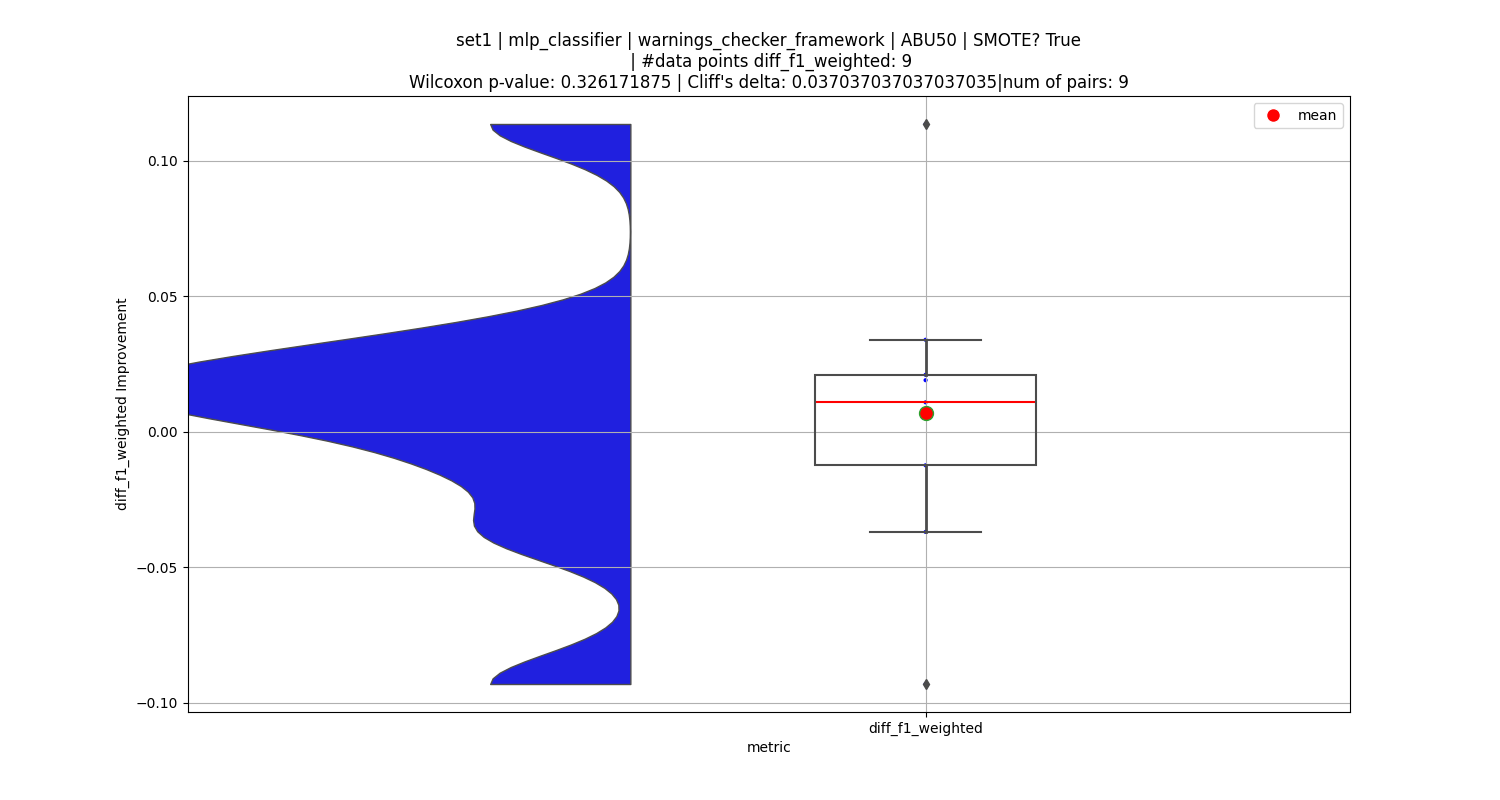 set1 | mlp_classifier | warnings_checker_framework | ABU50 | SMOTE? True
| #data points diff_f1_weighted: 9
Wilcoxon p-value: 0.326171875 | Cliff's delta: 0.037037037037037035|num of pairs: 9
mean
0.10
0.05
0.00
−0.05
−0.10
diff_f1_weighted Improvement
diff_f1_weighted
metric